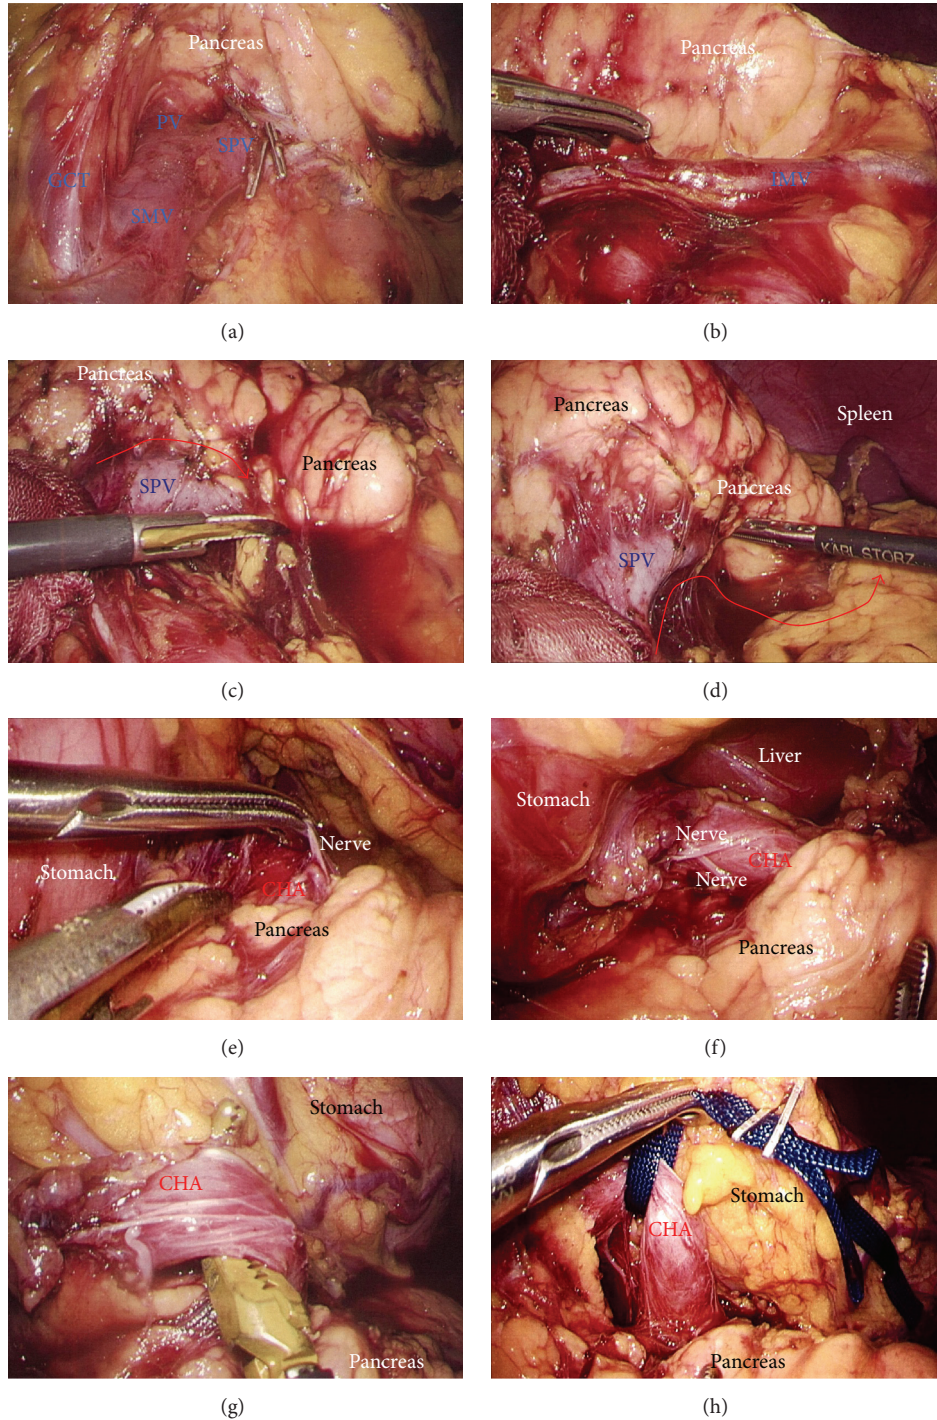 Pancreas
PV
SPV
GCT
SMV
(a)
Pancreas
IMV
(b)
Pancreas
Pancreas
SPV
(c)
Pancreas
Spleen
Pancreas
SPV
KARL STORZ
(d)
Nerve
Stomach
CHA
Pancreas
(e)
Liver
Stomach
Nerve
CHA
Nerve
Pancreas
(f)
Stomach
CHA
Pancreas
(g)
Stomach
CHA
Pancreas
(h)